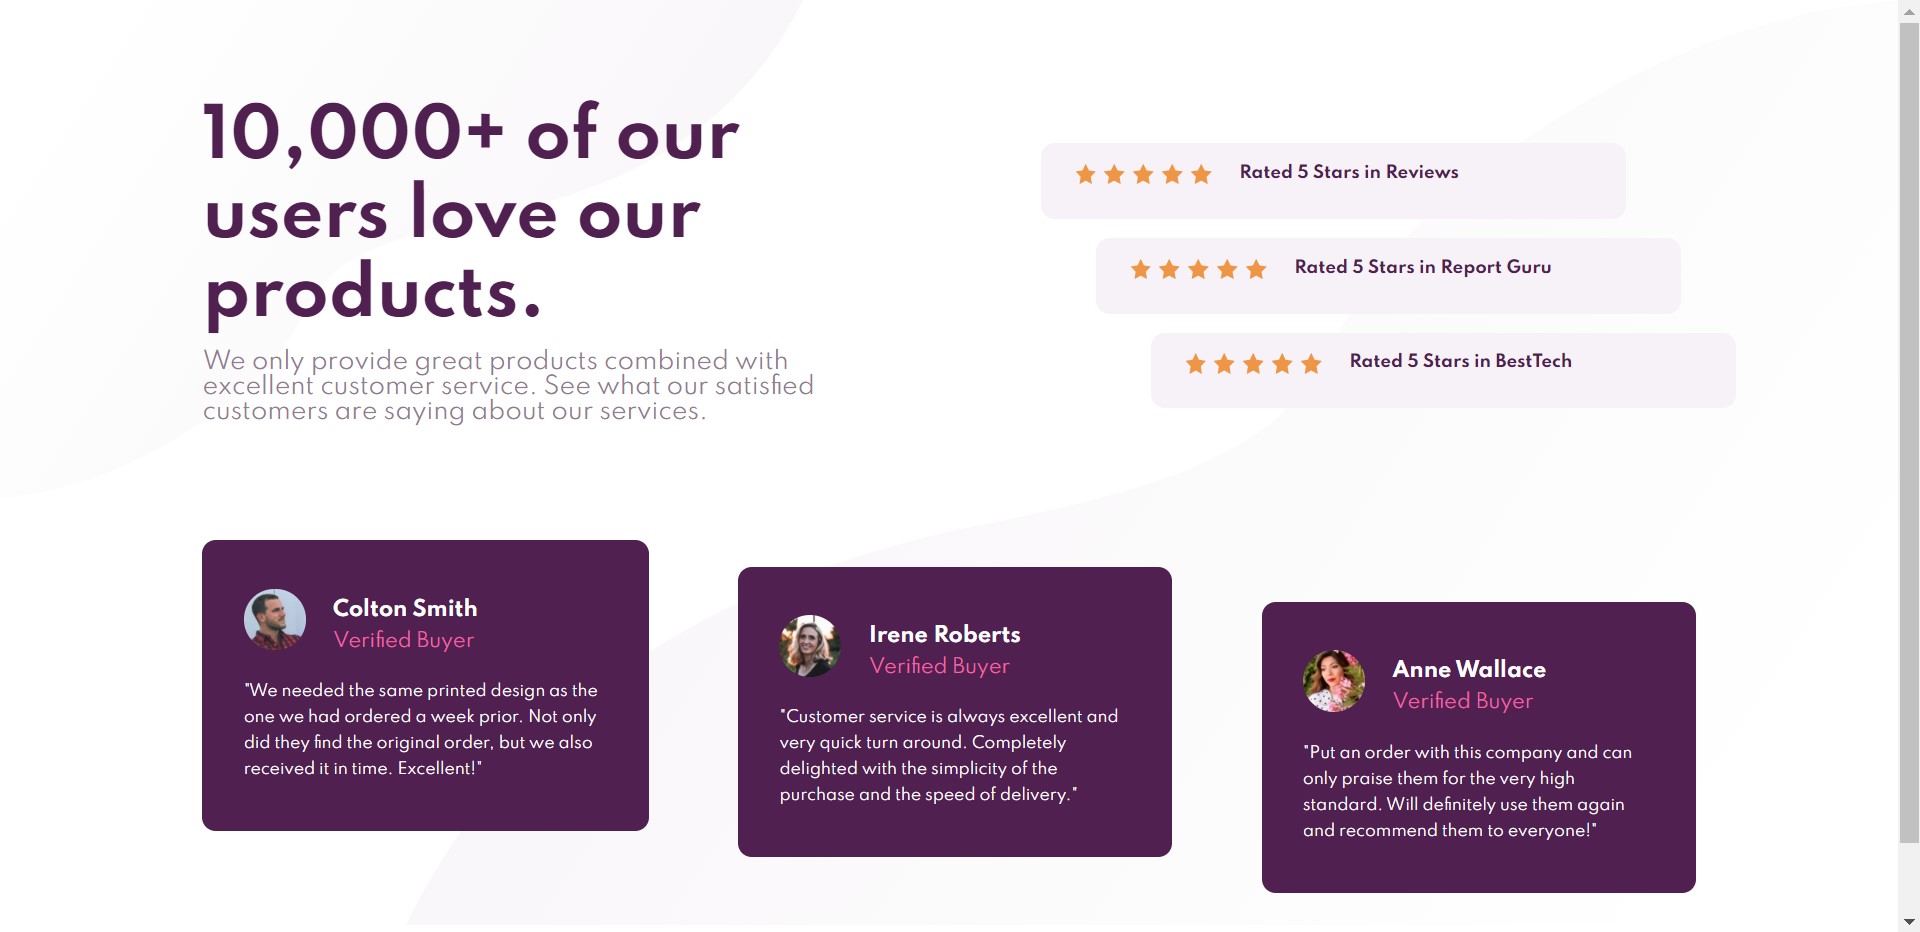 10,000+ of our
users love our
products.
We only provide great products combined with
excellent customer service. See what our satisfied
customers are saying about our services.
Rated 5 Stars in Reviews
Rated 5 Stars in Report Guru
Rated 5 Stars in BestTech
Colton Smith
Verified Buyer
"We needed the same printed design as the
one we had ordered a week prior. Not only
did they find the original order, but we also
received it in time. Excellent!"
Irene Roberts
Verified Buyer
"Customer service is always excellent and
very quick turn around. Completely
delighted with the simplicity of the
purchase and the speed of delivery."
Anne Wallace
Verified Buyer
"Put an order with this company and can
only praise them for the very high
standard. Will definitely use them again
and recommend them to everyone!"